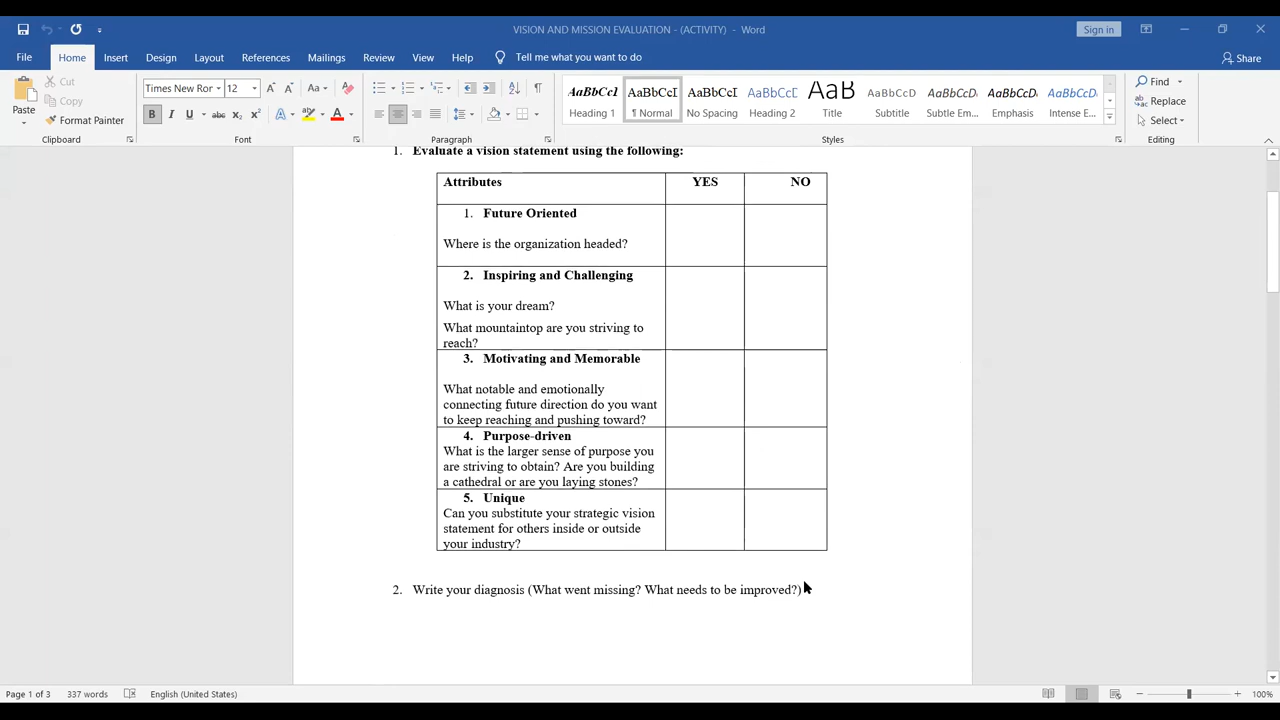 VISION AND MISSION EVALUATION - (ACTIVITY) - Word
Sign in
File Home Insert Design Layout References Mailings Review View Help Tell me what you want to do
Share
Paste
Cut
Copy
Format Painter
Clipboard
Times New Ror 12
Aa
B I U abc x₂ x²
A
A
Font
Paragraph
AaBbCcI AaBbCcI AaBbCcI AaBbCcI AaB AaBbCcD AaBbCcD AaBbCcDı AaBbCcD
Heading 1 ¶ Normal No Spacing Heading 2 Title Subtitle Subtle Em... Emphasis Intense E...
Styles
Find
Replace
Select
Editing
1. Evaluate a vision statement using the following:
Attributes YES NO
1. Future Oriented
Where is the organization headed?
2. Inspiring and Challenging
What is your dream?
What mountaintop are you striving to
reach?
3. Motivating and Memorable
What notable and emotionally
connecting future direction do you want
to keep reaching and pushing toward?
4. Purpose-driven
What is the larger sense of purpose you
are striving to obtain? Are you building
a cathedral or are you laying stones?
5. Unique
Can you substitute your strategic vision
statement for others inside or outside
your industry?
2. Write your diagnosis (What went missing? What needs to be improved?)
Page 1 of 3 337 words English (United States)
100%